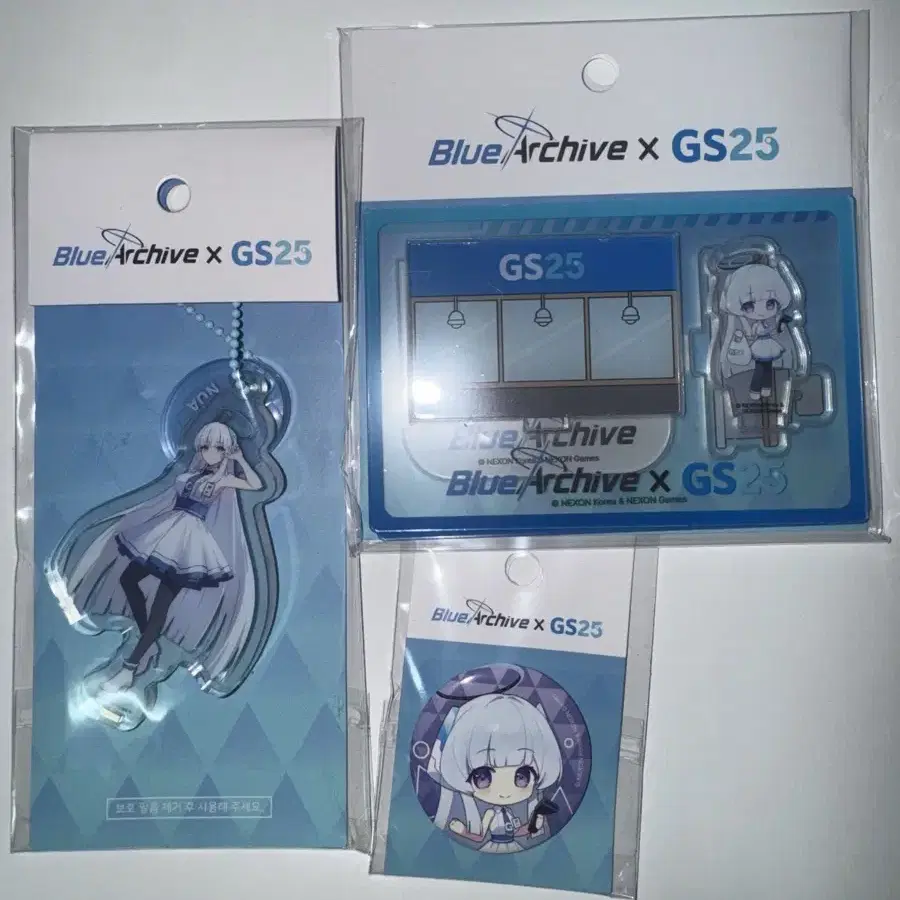 Blue Archive X GS25
NUA
보호 필름 제거 후 사용해 주세요.
Blue Archive X GS25
GS25
Blue Archive
© NEXON Korea & NEXON Games
Blue Archive X GS25
© NEXON Korea & NEXON Games
Blue Archive X GS25